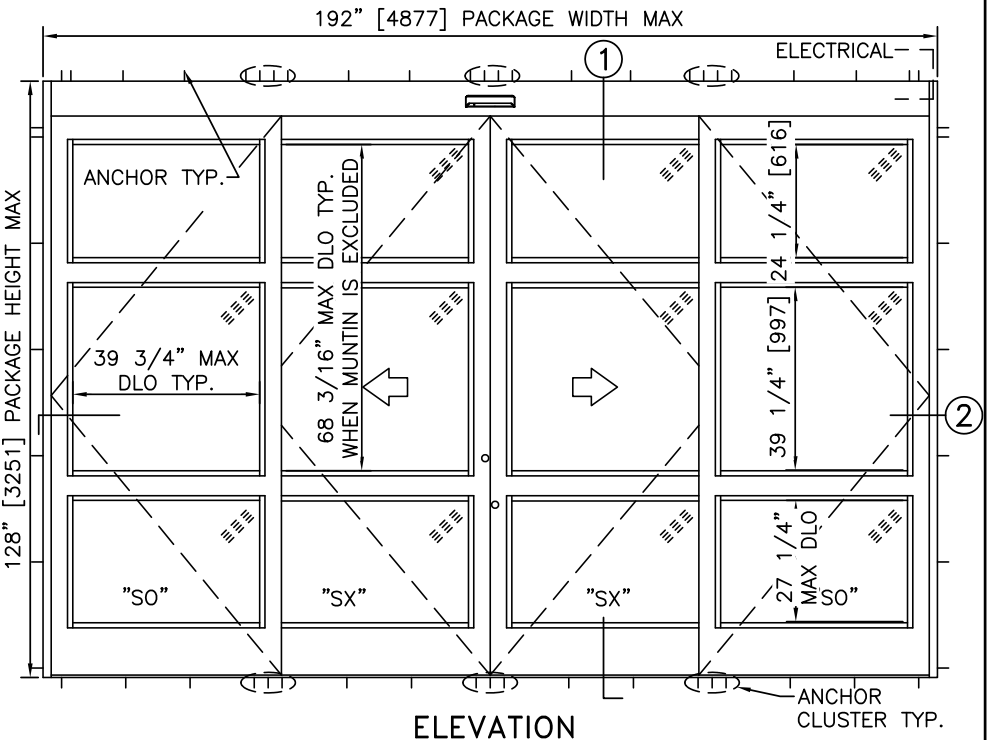 192" [4877] PACKAGE WIDTH MAX
ELECTRICAL
1
ANCHOR TYP.
128" [3251] PACKAGE HEIGHT MAX
68 3/16" MAX DLO TYP.
WHEN MUNTIN IS EXCLUDED
24 1/4" [616]
39 3/4" MAX
DLO TYP.
39 1/4" [997]
2
27 1/4"
MAX DLO
"SO"
"SX"
"SX"
SO"
ANCHOR
CLUSTER TYP.
ELEVATION